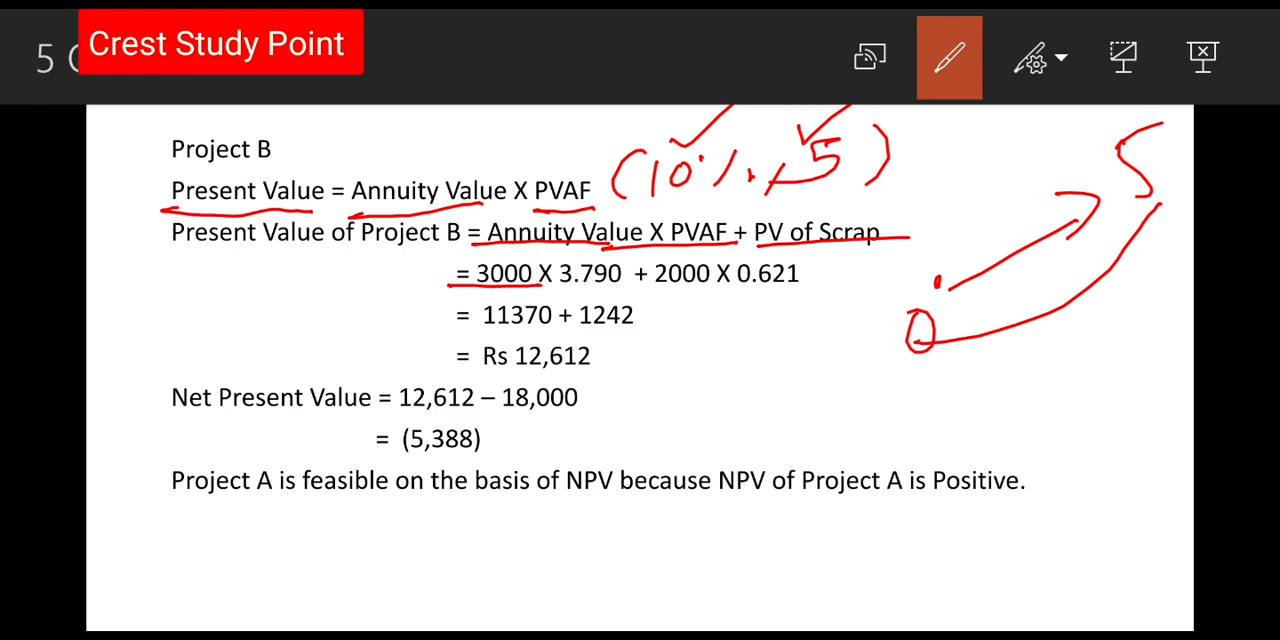 Crest Study Point
5
Project B
Present Value = Annuity Value X PVAF (10%, 5)
5
Present Value of Project B = Annuity Value X PVAF + PV of Scrap
= 3000 X 3.790 + 2000 X 0.621
= 11370 + 1242
0
= Rs 12,612
Net Present Value = 12,612 – 18,000
= (5,388)
Project A is feasible on the basis of NPV because NPV of Project A is Positive.